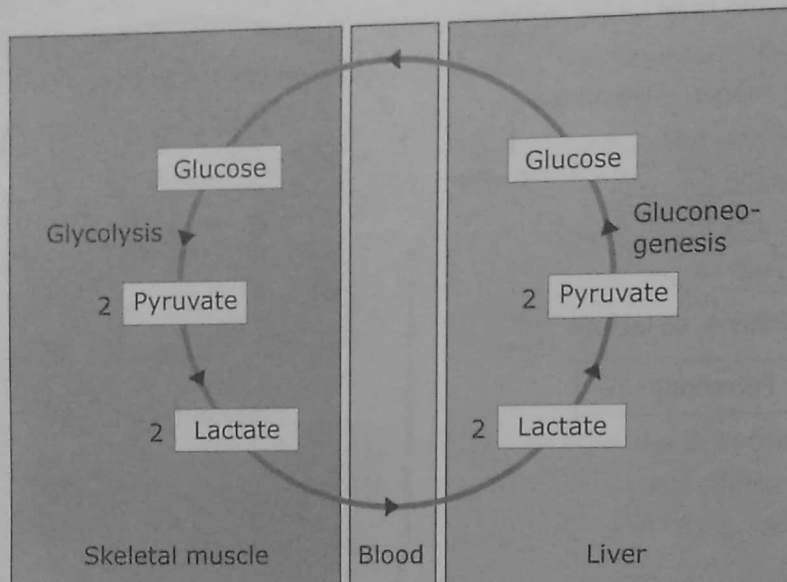 Glucose
Glycolysis
2 Pyruvate
2 Lactate
Skeletal muscle
Blood
Glucose
Gluconeo-
genesis
2 Pyruvate
2 Lactate
Liver